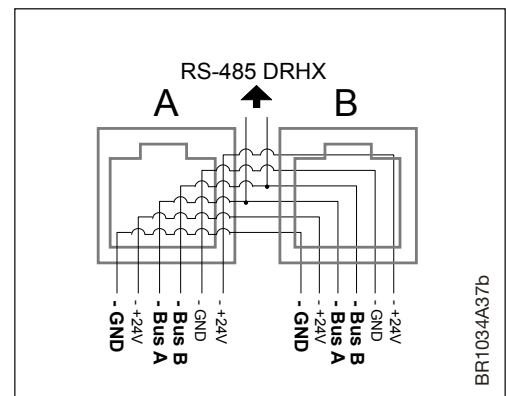 RS-485 DRHX
A
B
- GND
- +24V
- Bus A
- Bus B
- GND
- +24V
- GND
- +24V
- Bus A
- Bus B
- GND
- +24V
BR1034A37b